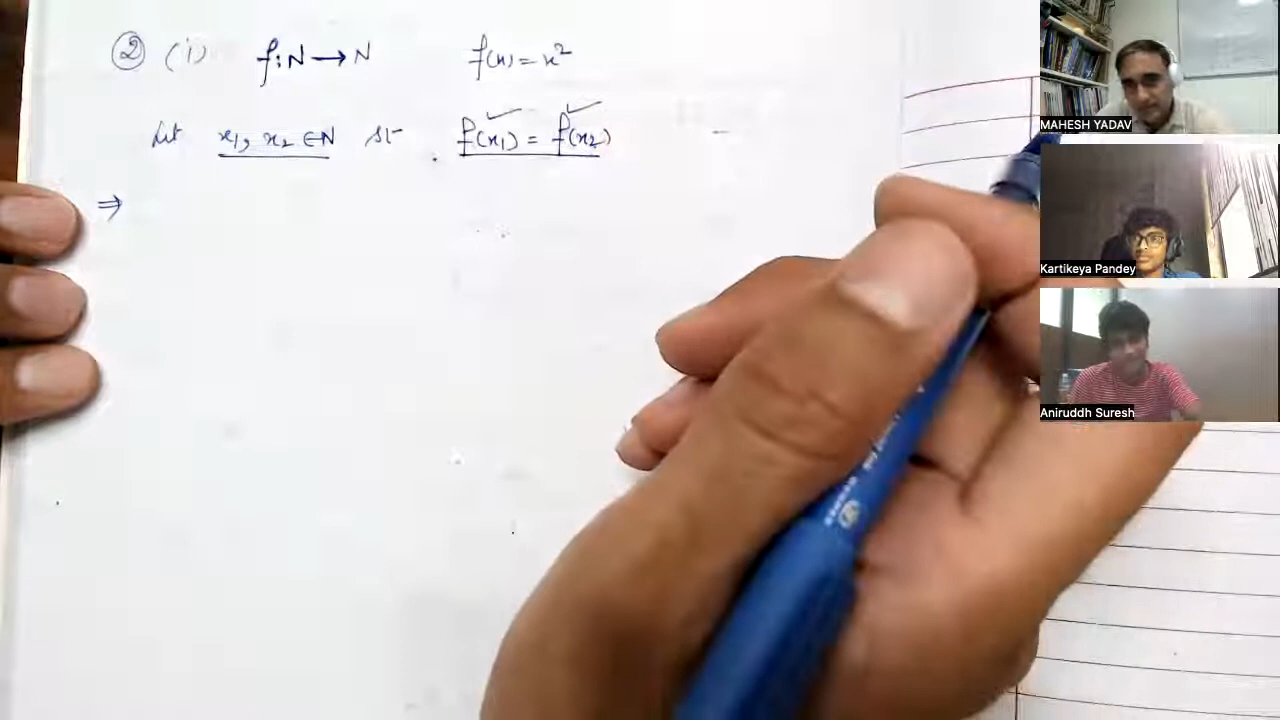 ② (i) f:N→N f(x)=x²
Let x₁, x₂ ∈N st f(x₁) = f(x₂)
⇒
MAHESH YADAV
Kartikeya Pandey
Aniruddh Suresh